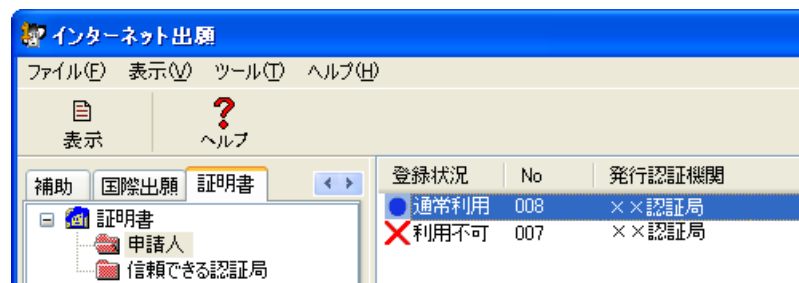 インターネット出願
ファイル(F) 表示(V) ツール(T) ヘルプ(H)
表示 ヘルプ
補助 国際出願 証明書
証明書
申請人
信頼できる認証局
登録状況 No 発行認証機関
通常利用 008 ××認証局
利用不可 007 ××認証局